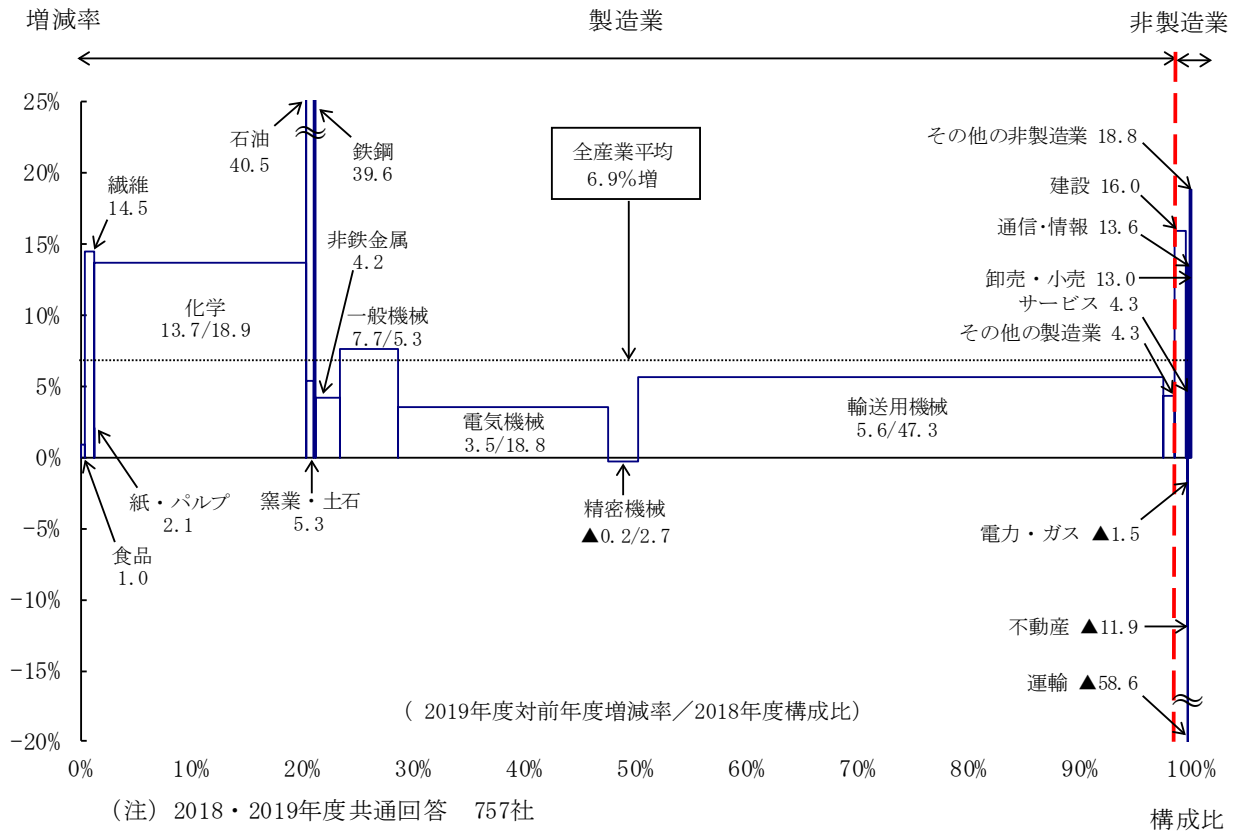 増減率
製造業
非製造業
25%
20%
15%
10%
5%
0%
-5%
-10%
-15%
-20%
繊維
14.5
化学
13.7/18.9
石油
40.5
鉄鋼
39.6
非鉄金属
4.2
一般機械
7.7/5.3
全産業平均
6.9%増
電気機械
3.5/18.8
輸送用機械
5.6/47.3
その他の非製造業 18.8
建設 16.0
通信・情報 13.6
卸売・小売 13.0
サービス 4.3
その他の製造業 4.3
紙・パルプ
2.1
食品
1.0
窯業・土石
5.3
精密機械
▲0.2/2.7
電力・ガス ▲1.5
不動産 ▲11.9
運輸 ▲58.6
( 2019年度対前年度増減率／2018年度構成比)
0% 10% 20% 30% 40% 50% 60% 70% 80% 90% 100%
(注) 2018・2019年度共通回答 757社
構成比